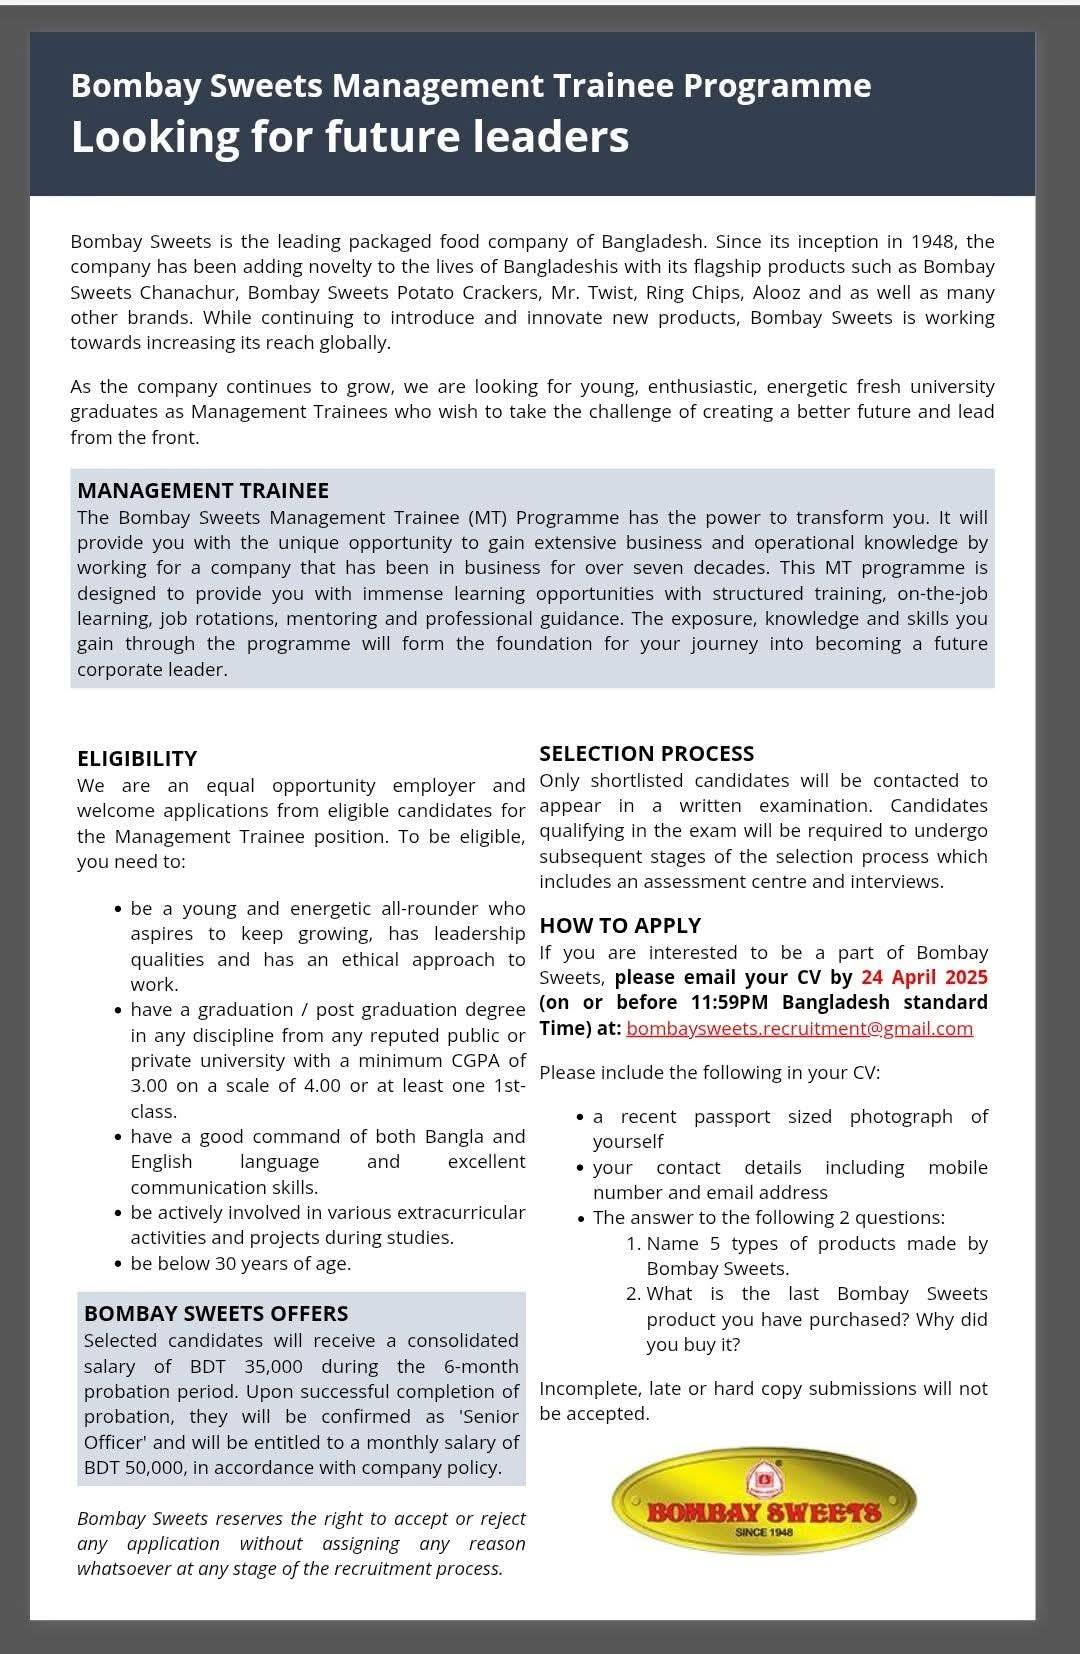 Bombay Sweets Management Trainee Programme
Looking for future leaders
Bombay Sweets is the leading packaged food company of Bangladesh. Since its inception in 1948, the
company has been adding novelty to the lives of Bangladeshis with its flagship products such as Bombay
Sweets Chanachur, Bombay Sweets Potato Crackers, Mr. Twist, Ring Chips, Alooz and as well as many
other brands. While continuing to introduce and innovate new products, Bombay Sweets is working
towards increasing its reach globally.
As the company continues to grow, we are looking for young, enthusiastic, energetic fresh university
graduates as Management Trainees who wish to take the challenge of creating a better future and lead
from the front.
MANAGEMENT TRAINEE
The Bombay Sweets Management Trainee (MT) Programme has the power to transform you. It will
provide you with the unique opportunity to gain extensive business and operational knowledge by
working for a company that has been in business for over seven decades. This MT programme is
designed to provide you with immense learning opportunities with structured training, on-the-job
learning, job rotations, mentoring and professional guidance. The exposure, knowledge and skills you
gain through the programme will form the foundation for your journey into becoming a future
corporate leader.
ELIGIBILITY
We are an equal opportunity employer and
welcome applications from eligible candidates for
the Management Trainee position. To be eligible,
you need to:
• be a young and energetic all-rounder who
aspires to keep growing, has leadership
qualities and has an ethical approach to
work.
• have a graduation / post graduation degree
in any discipline from any reputed public or
private university with a minimum CGPA of
3.00 on a scale of 4.00 or at least one 1st-
class.
• have a good command of both Bangla and
English language and excellent
communication skills.
• be actively involved in various extracurricular
activities and projects during studies.
• be below 30 years of age.
BOMBAY SWEETS OFFERS
Selected candidates will receive a consolidated
salary of BDT 35,000 during the 6-month
probation period. Upon successful completion of
probation, they will be confirmed as 'Senior
Officer' and will be entitled to a monthly salary of
BDT 50,000, in accordance with company policy.
Bombay Sweets reserves the right to accept or reject
any application without assigning any reason
whatsoever at any stage of the recruitment process.
SELECTION PROCESS
Only shortlisted candidates will be contacted to
appear in a written examination. Candidates
qualifying in the exam will be required to undergo
subsequent stages of the selection process which
includes an assessment centre and interviews.
HOW TO APPLY
If you are interested to be a part of Bombay
Sweets, please email your CV by 24 April 2025
(on or before 11:59PM Bangladesh standard
Time) at: bombaysweets.recruitment@gmail.com
Please include the following in your CV:
• a recent passport sized photograph of
yourself
• your contact details including mobile
number and email address
• The answer to the following 2 questions:
1. Name 5 types of products made by
Bombay Sweets.
2. What is the last Bombay Sweets
product you have purchased? Why did
you buy it?
Incomplete, late or hard copy submissions will not
be accepted.
BOMBAY SWEETS
SINCE 1948